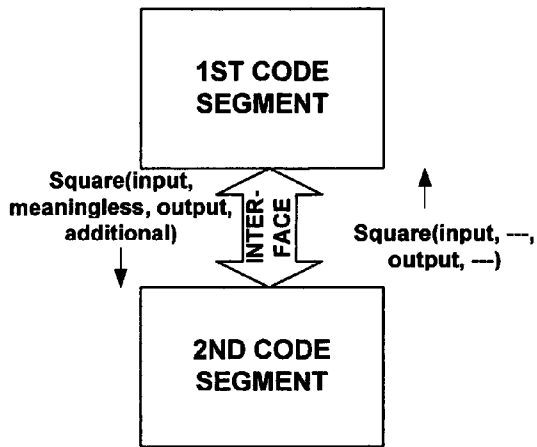 1ST CODE
SEGMENT
Square(input,
meaningless, output,
additional)
INTER-
FACE
Square(input, ---,
output, ---)
2ND CODE
SEGMENT